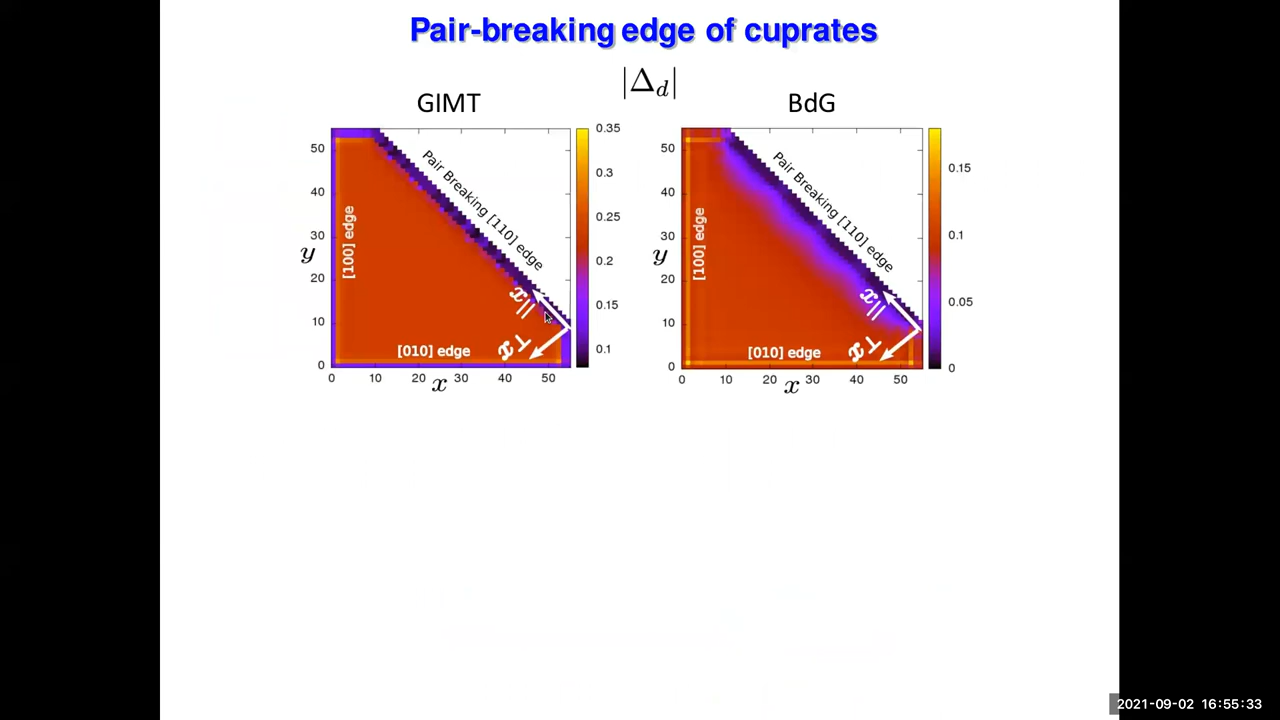 Pair-breaking edge of cuprates
|Δ_d|
GIMT
BdG
50
40
30
20
10
0
y
0 10 20 30 40 50
x
[100] edge
[010] edge
Pair Breaking [110] edge
x∥
x⊥
0.35
0.3
0.25
0.2
0.15
0.1
50
40
30
20
10
0
y
0 10 20 30 40 50
x
[100] edge
[010] edge
Pair Breaking [110] edge
x∥
x⊥
0.15
0.1
0.05
0
2021-09-02 16:55:33